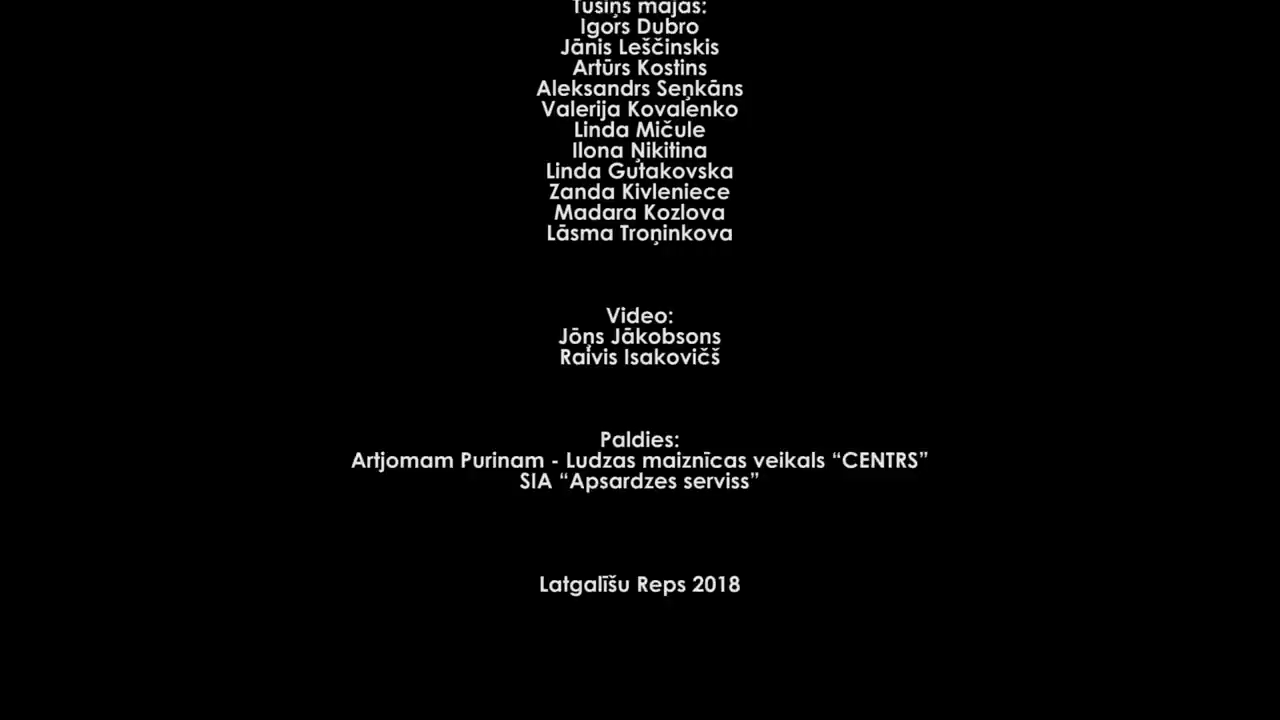 Tusiņš mājās:
Igors Dubro
Jānis Leščinskis
Artūrs Kostins
Aleksandrs Seņkāns
Valerija Kovalenko
Linda Mičule
Ilona Ņikitina
Linda Gutakovska
Zanda Kivleniece
Madara Kozlova
Lāsma Troņinkova
Video:
Jōņs Jākobsons
Raivis Isakovičš
Paldies:
Artjomam Purinam - Ludzas maiznīcas veikals “CENTRS”
SIA “Apsardzes serviss”
Latgalīšu Reps 2018